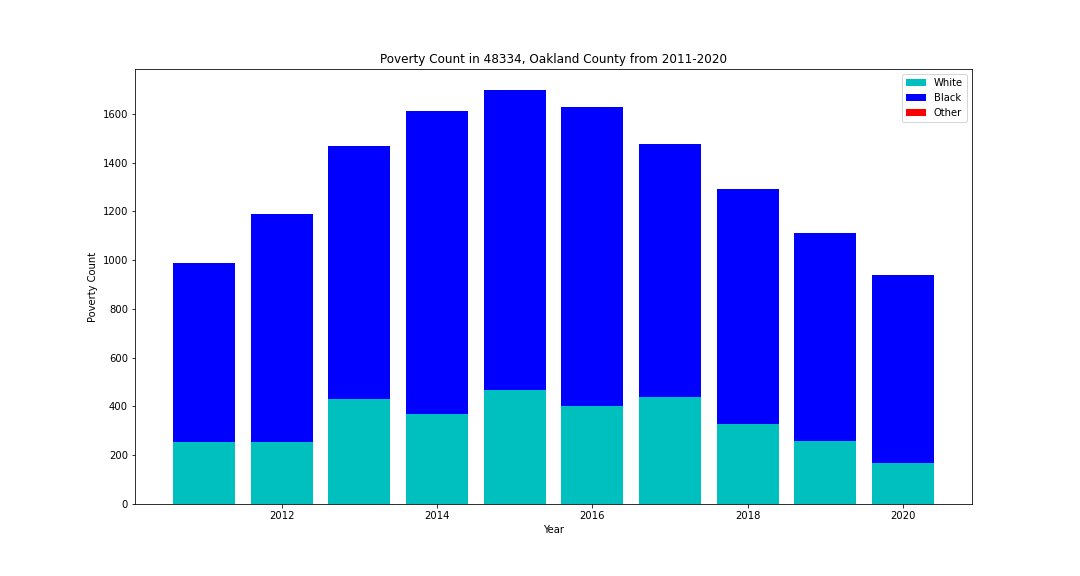 Poverty Count in 48334, Oakland County from 2011-2020
White
Black
Other
1600
1400
1200
1000
800
600
400
200
0
Poverty Count
2012 2014 2016 2018 2020
Year